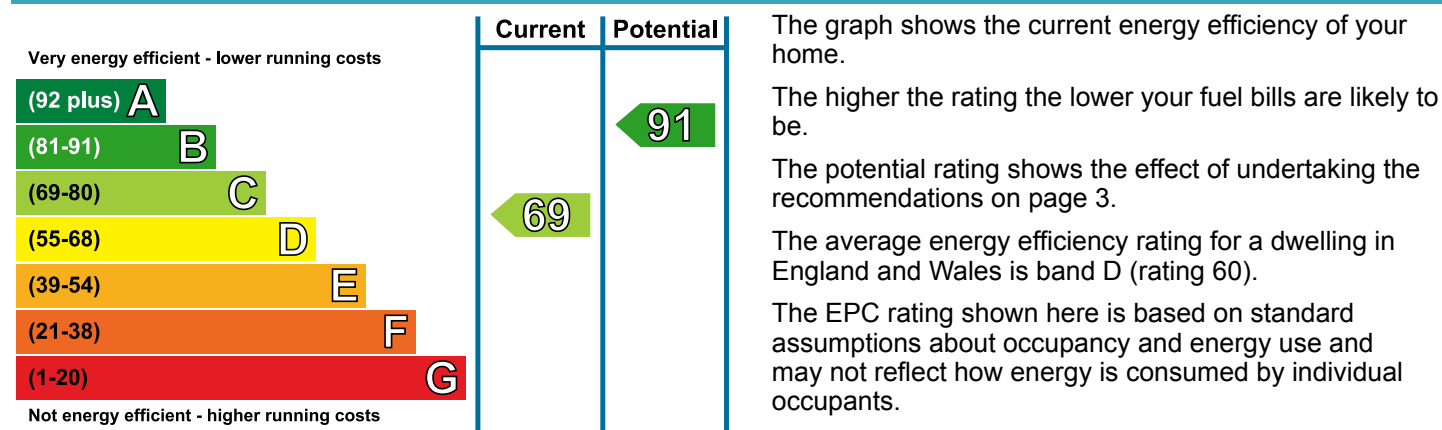 Current Potential
Very energy efficient - lower running costs
(92 plus) A
(81-91) B
(69-80) C
(55-68) D
(39-54) E
(21-38) F
(1-20) G
Not energy efficient - higher running costs
69
91
The graph shows the current energy efficiency of your
home.
The higher the rating the lower your fuel bills are likely to
be.
The potential rating shows the effect of undertaking the
recommendations on page 3.
The average energy efficiency rating for a dwelling in
England and Wales is band D (rating 60).
The EPC rating shown here is based on standard
assumptions about occupancy and energy use and
may not reflect how energy is consumed by individual
occupants.